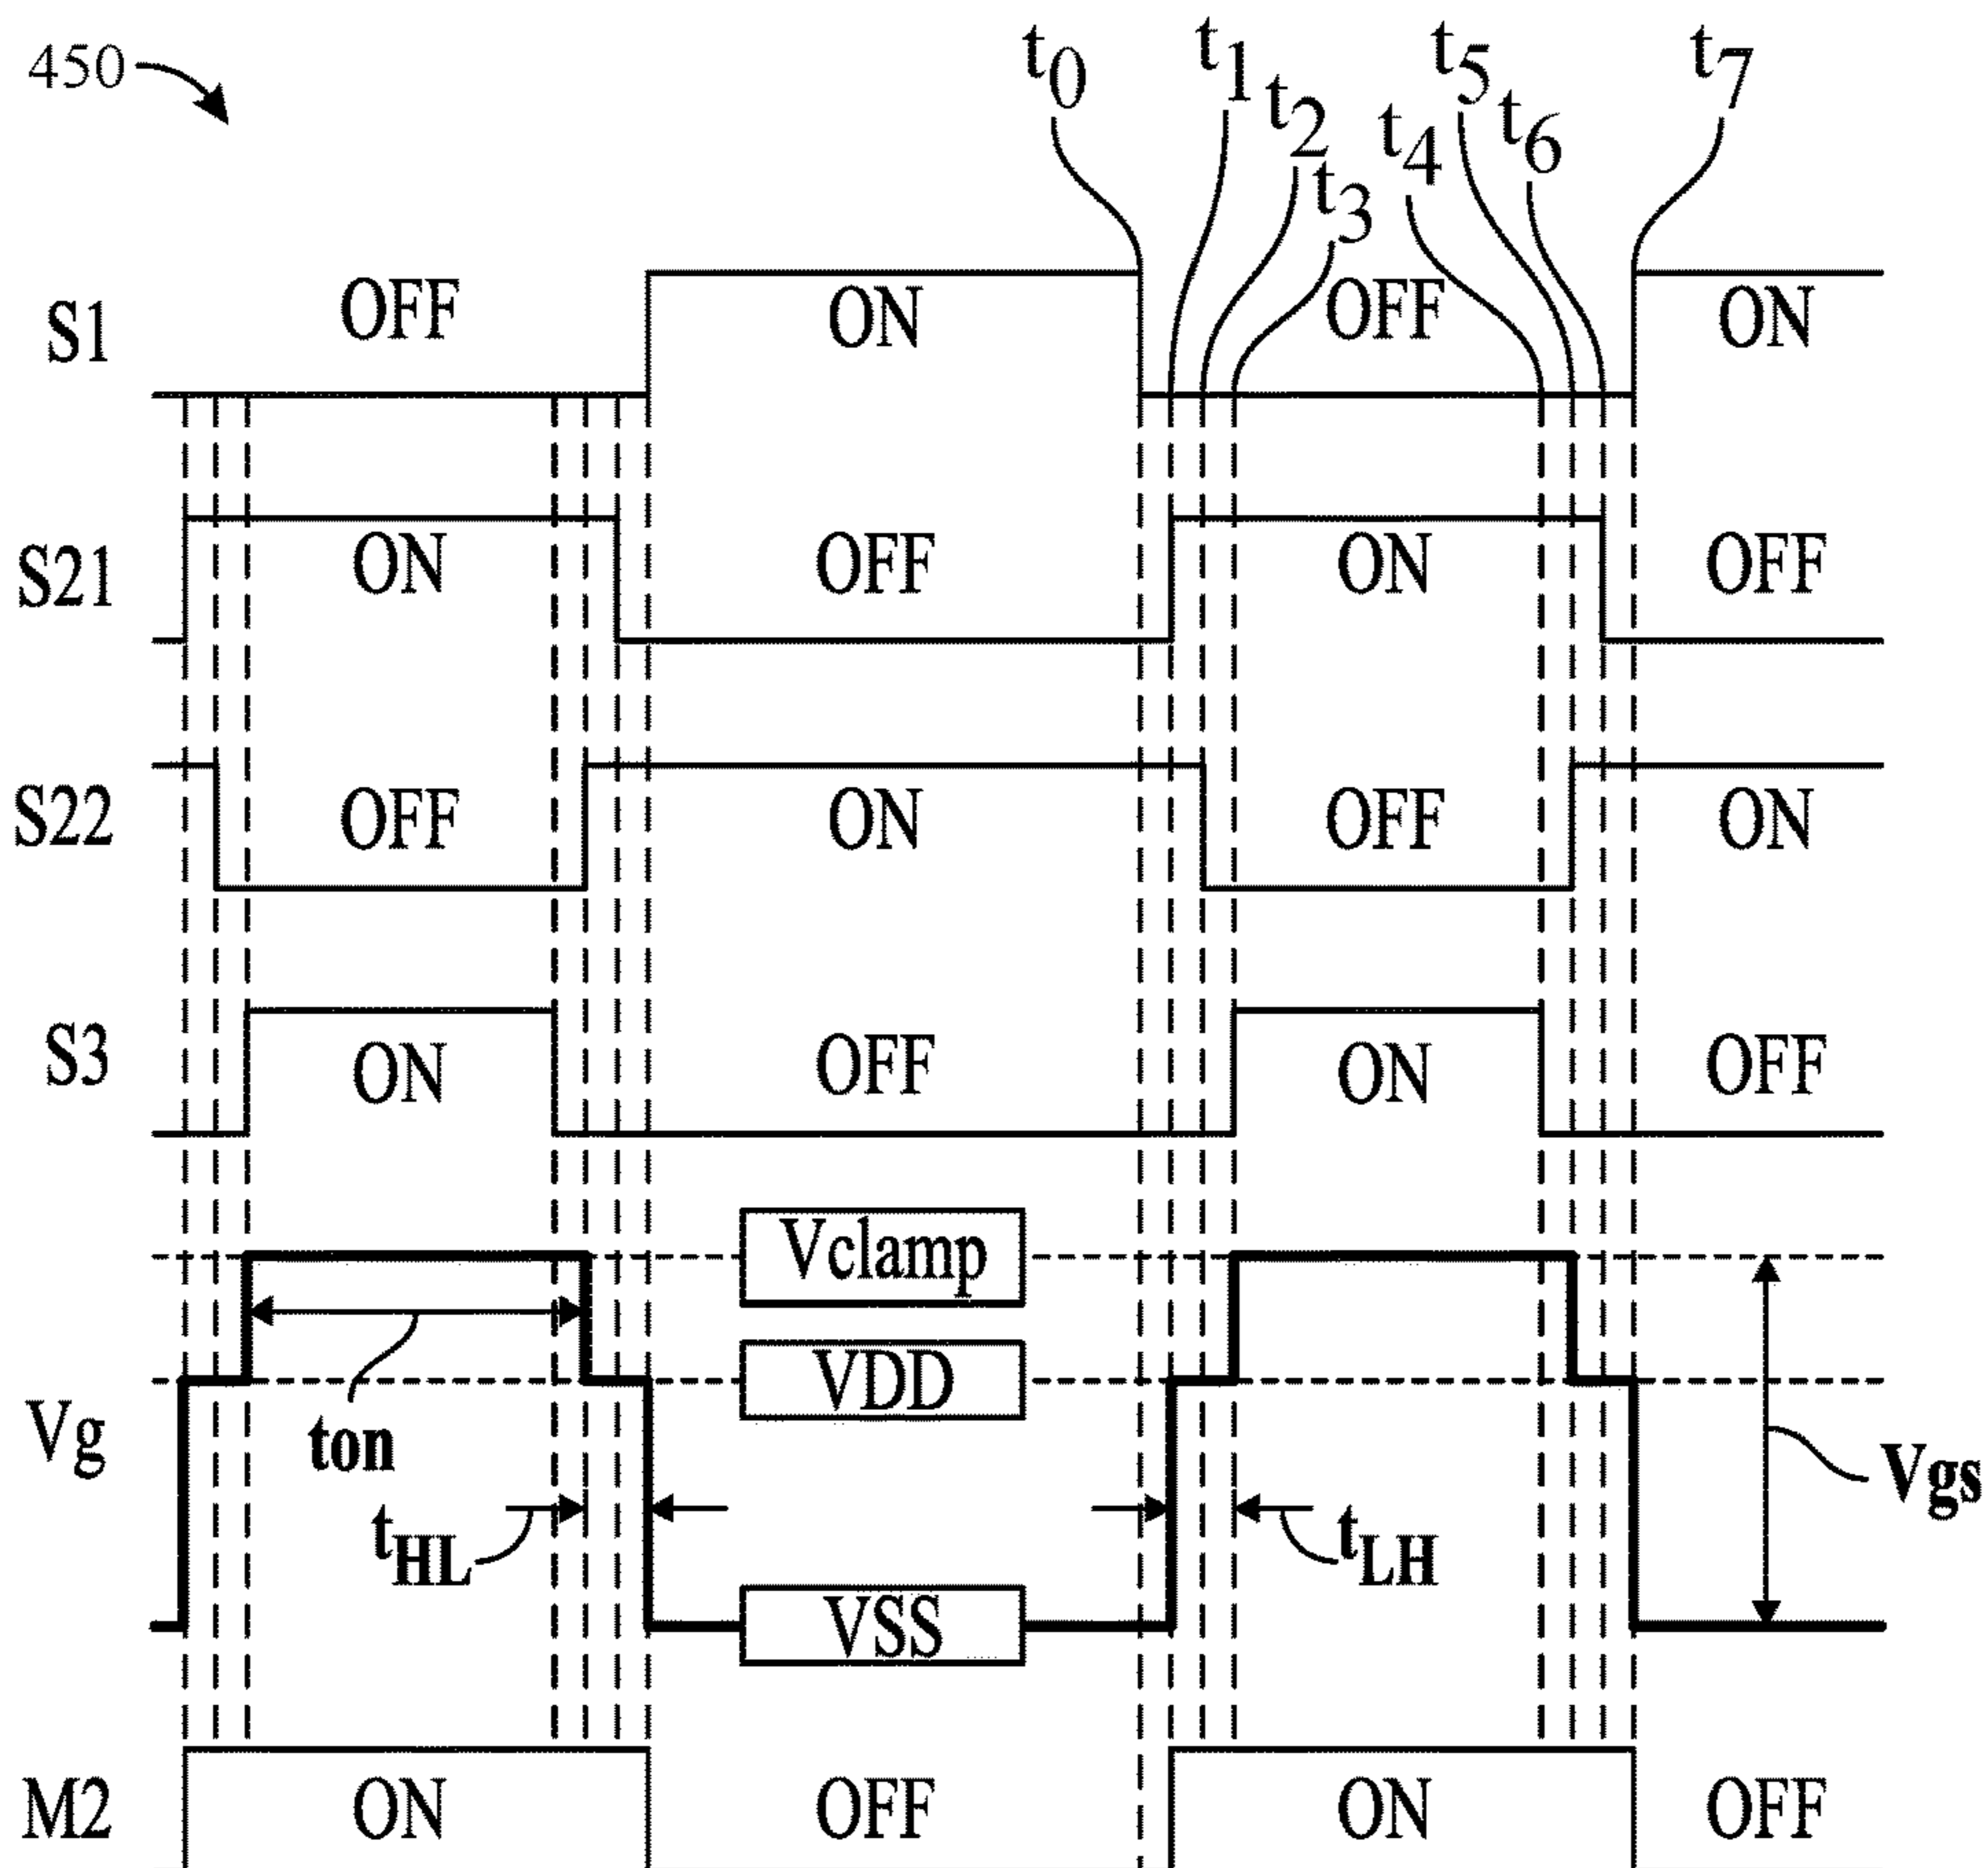 450
t0 t1 t2 t3 t4 t5 t6 t7
S1 OFF ON OFF ON
S21 ON OFF ON OFF
S22 OFF ON OFF ON
S3 ON OFF ON OFF
Vclamp
VDD
Vg ton Vgs
tHL tLH
VSS
M2 ON OFF ON OFF